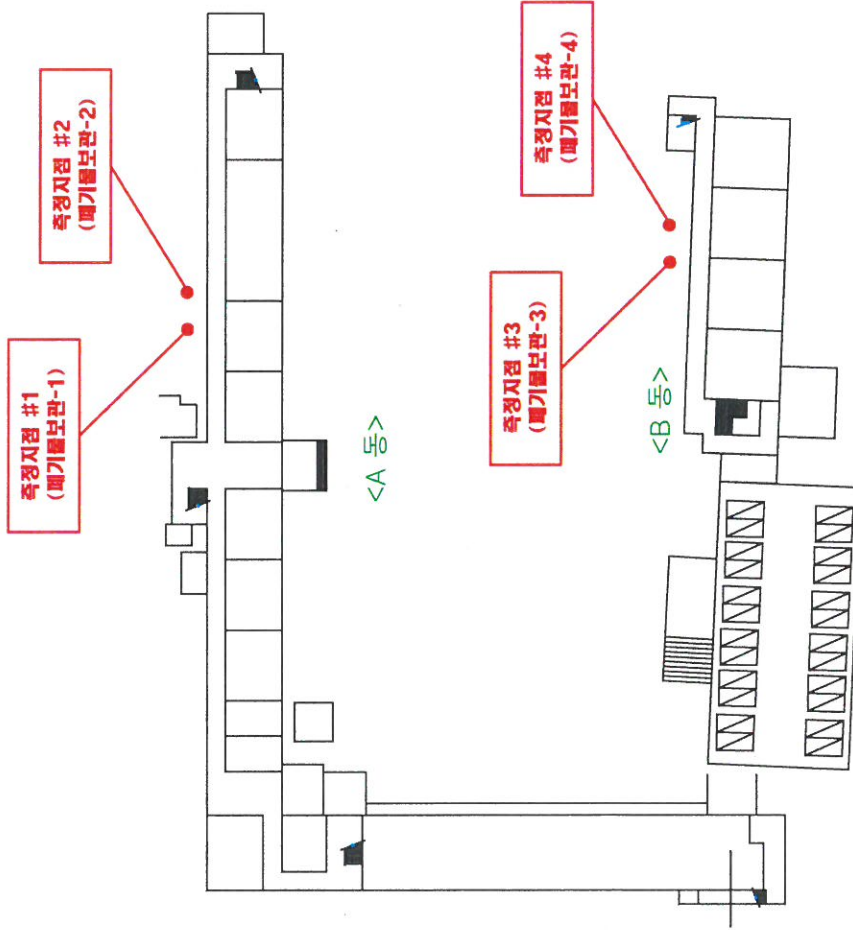 측정지점 #1
(폐기물보관-1)
측정지점 #2
(폐기물보관-2)
<A 동>
측정지점 #3
(폐기물보관-3)
측정지점 #4
(폐기물보관-4)
<B 동>